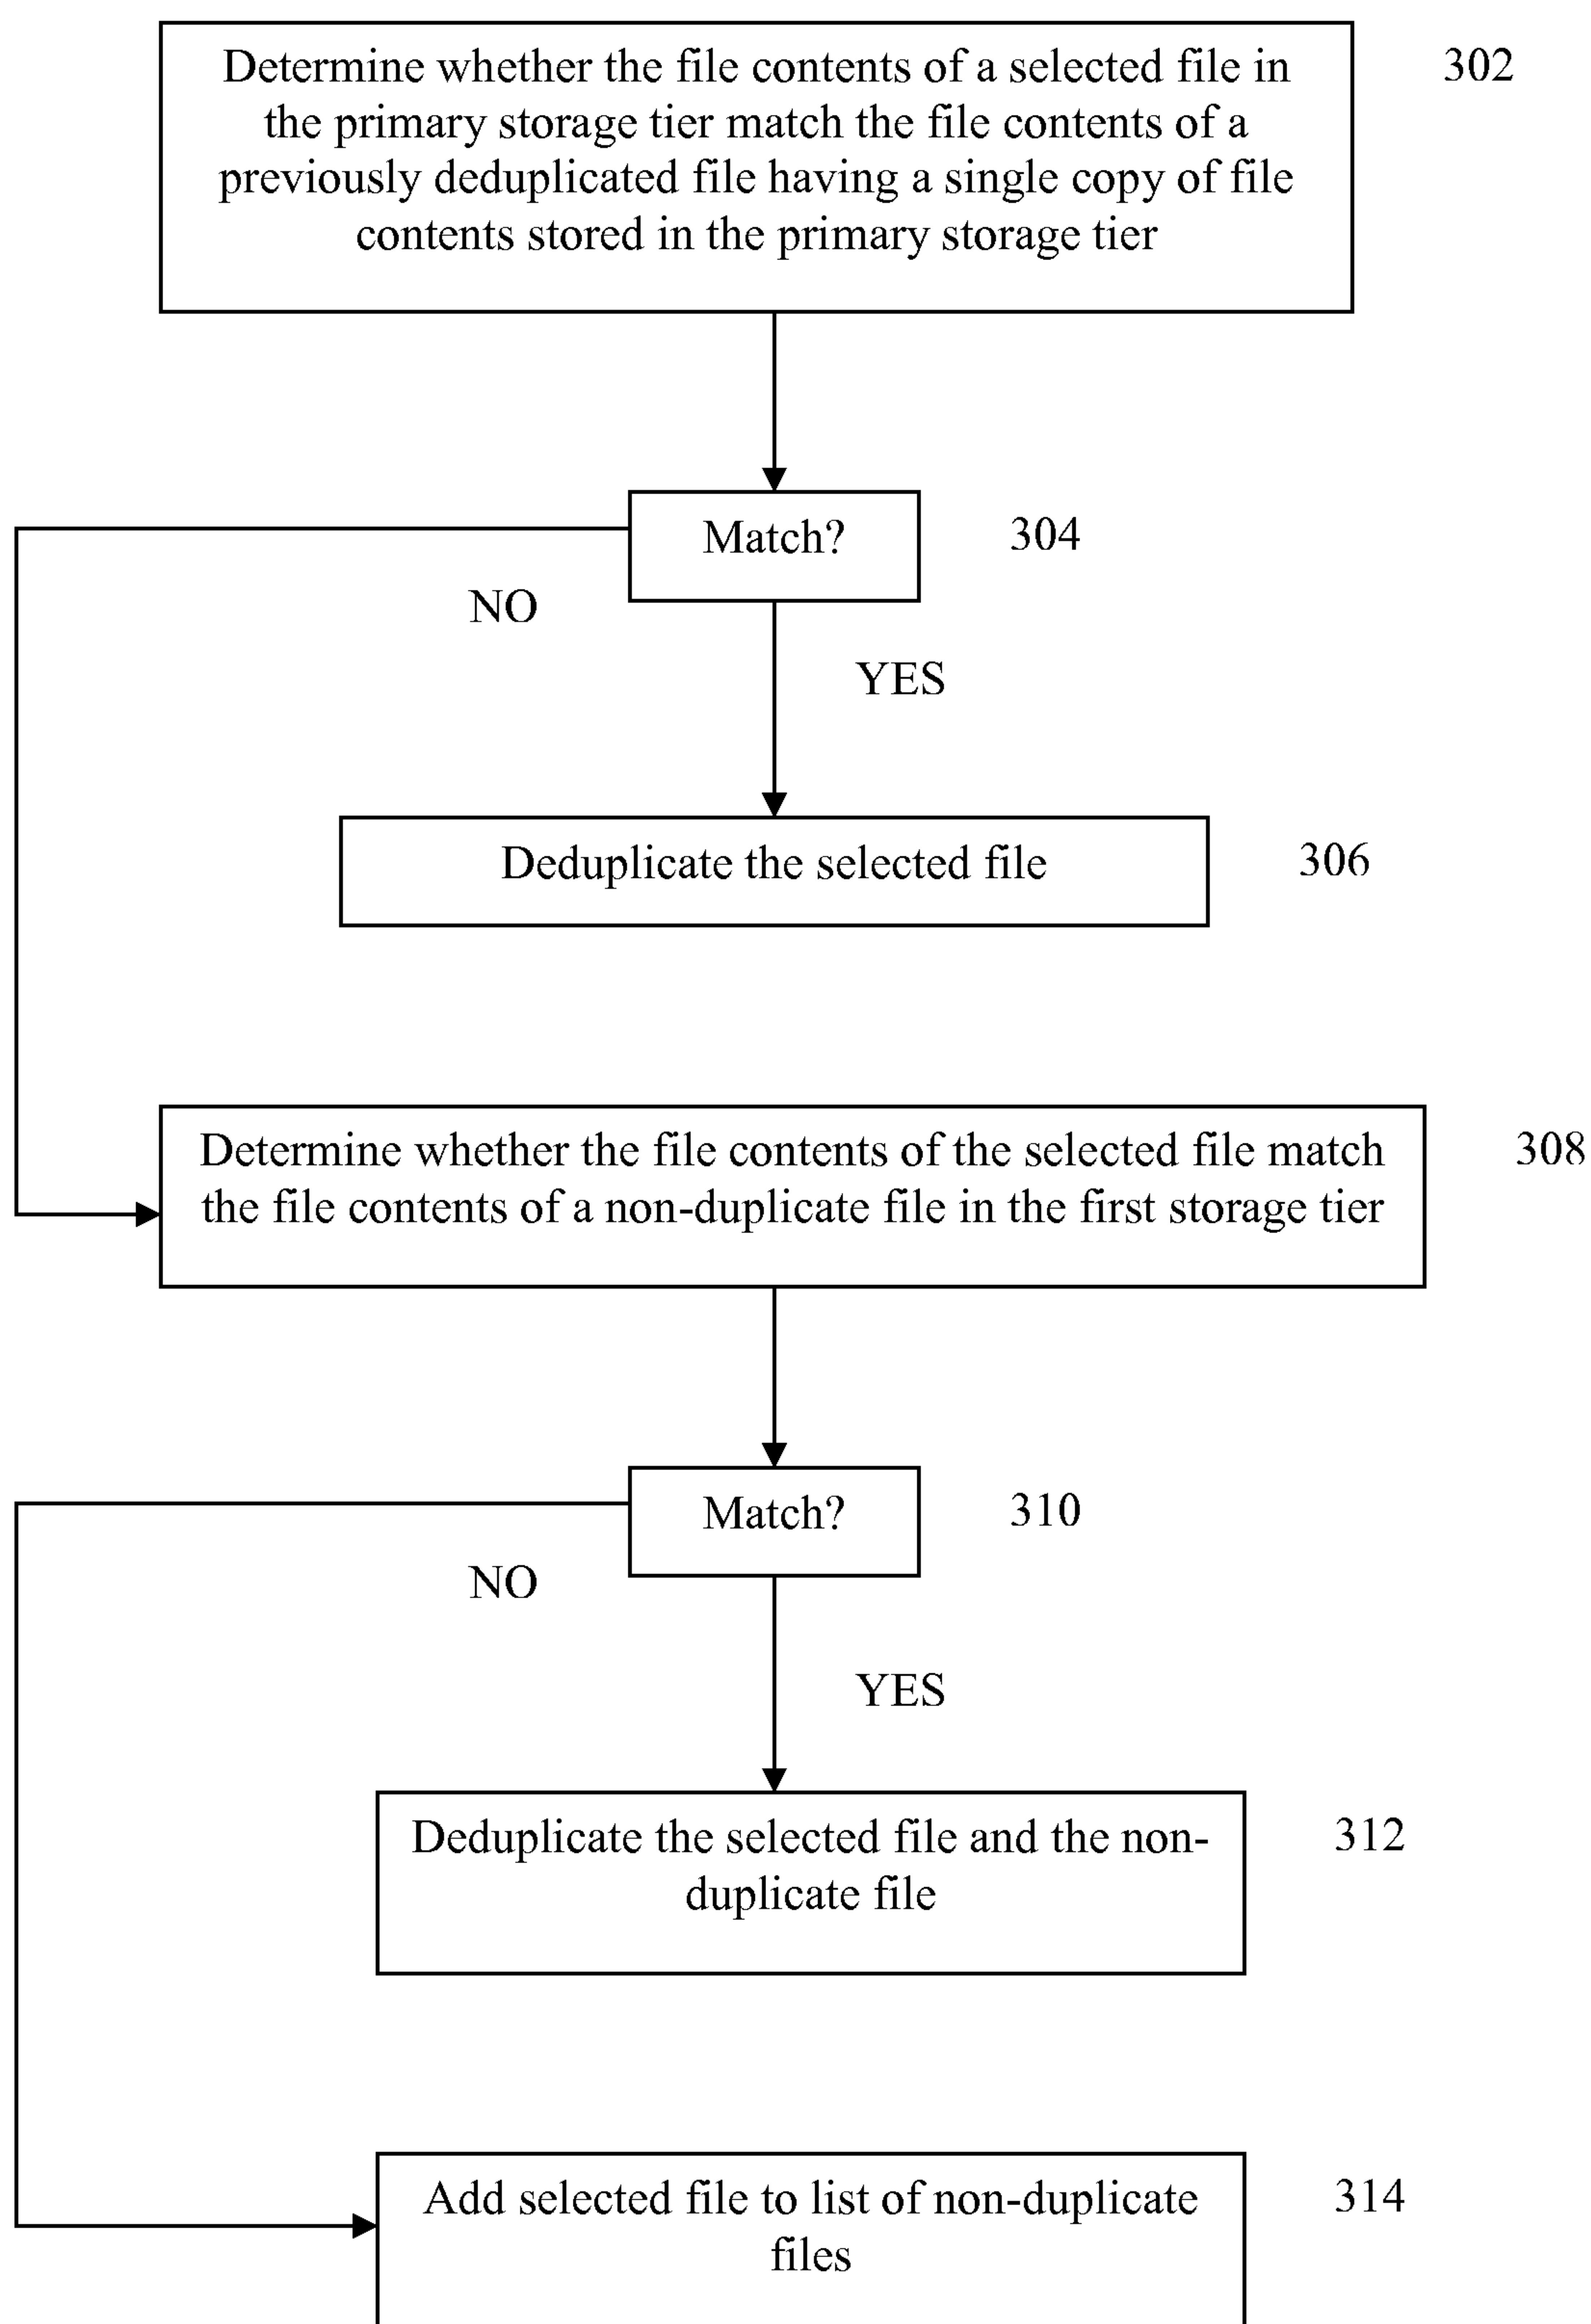 Determine whether the file contents of a selected file in
the primary storage tier match the file contents of a
previously deduplicated file having a single copy of file
contents stored in the primary storage tier
302
Match?
304
NO
YES
Deduplicate the selected file
306
Determine whether the file contents of the selected file match
the file contents of a non-duplicate file in the first storage tier
308
Match?
310
NO
YES
Deduplicate the selected file and the non-
duplicate file
312
Add selected file to list of non-duplicate
files
314